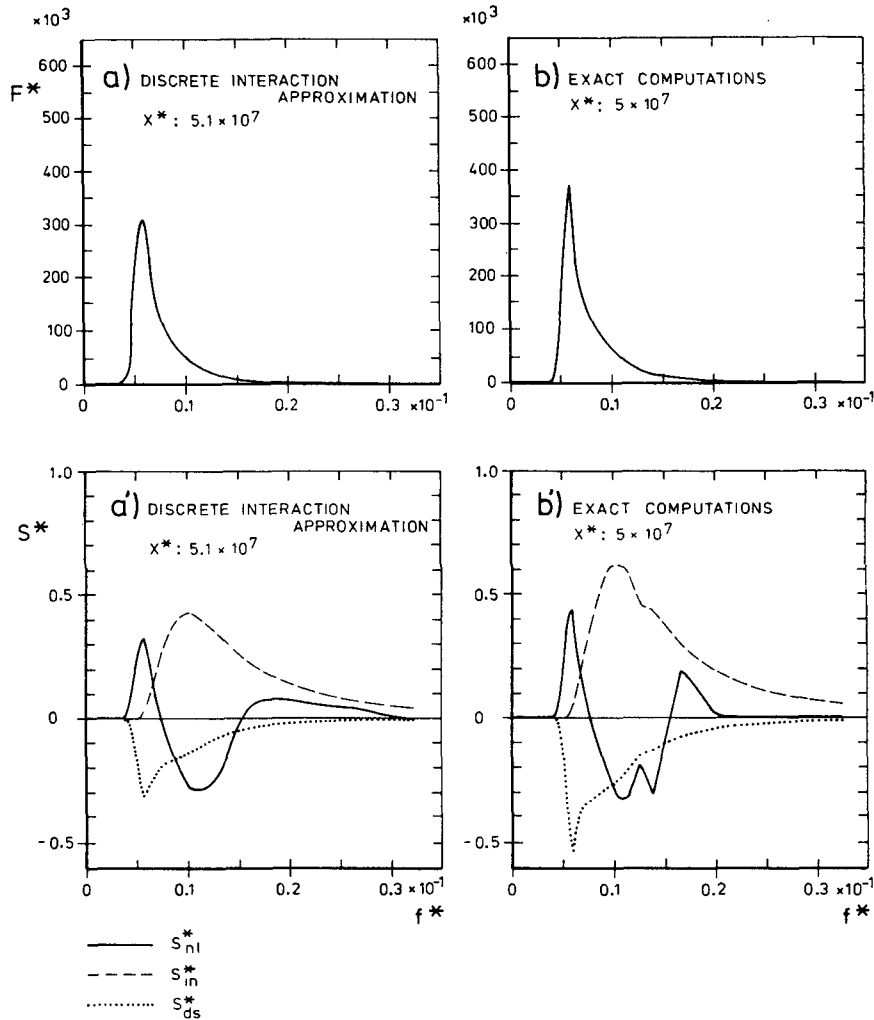 ×10³
F*
600
500
400
300
200
100
0
a) DISCRETE INTERACTION
APPROXIMATION
X*: 5.1 × 10⁷
0 0.1 0.2 0.3 ×10⁻¹
×10³
600
500
400
300
200
100
0
b) EXACT COMPUTATIONS
X*: 5 × 10⁷
0 0.1 0.2 0.3 ×10⁻¹
S*
1.0
0.5
0
-0.5
a') DISCRETE INTERACTION
APPROXIMATION
X*: 5.1 × 10⁷
0 0.1 0.2 0.3 ×10⁻¹
f*
1.0
0.5
0
-0.5
b') EXACT COMPUTATIONS
X*: 5 × 10⁷
0 0.1 0.2 0.3 ×10⁻¹
f*
S*nl
S*in
S*ds